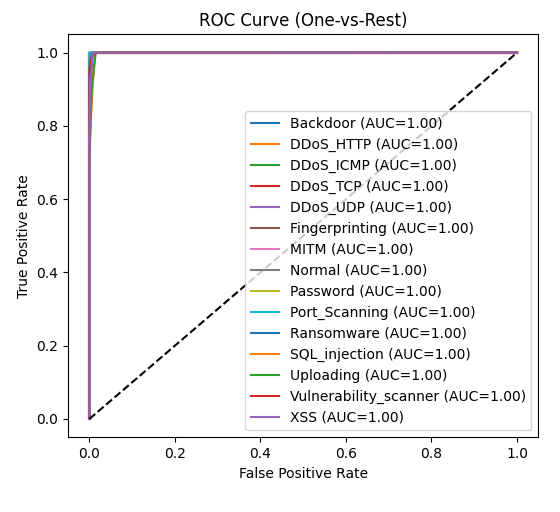 ROC Curve (One-vs-Rest)
True Positive Rate
1.0
0.8
0.6
0.4
0.2
0.0
Backdoor (AUC=1.00)
DDoS_HTTP (AUC=1.00)
DDoS_ICMP (AUC=1.00)
DDoS_TCP (AUC=1.00)
DDoS_UDP (AUC=1.00)
Fingerprinting (AUC=1.00)
MITM (AUC=1.00)
Normal (AUC=1.00)
Password (AUC=1.00)
Port_Scanning (AUC=1.00)
Ransomware (AUC=1.00)
SQL_injection (AUC=1.00)
Uploading (AUC=1.00)
Vulnerability_scanner (AUC=1.00)
XSS (AUC=1.00)
0.0 0.2 0.4 0.6 0.8 1.0
False Positive Rate